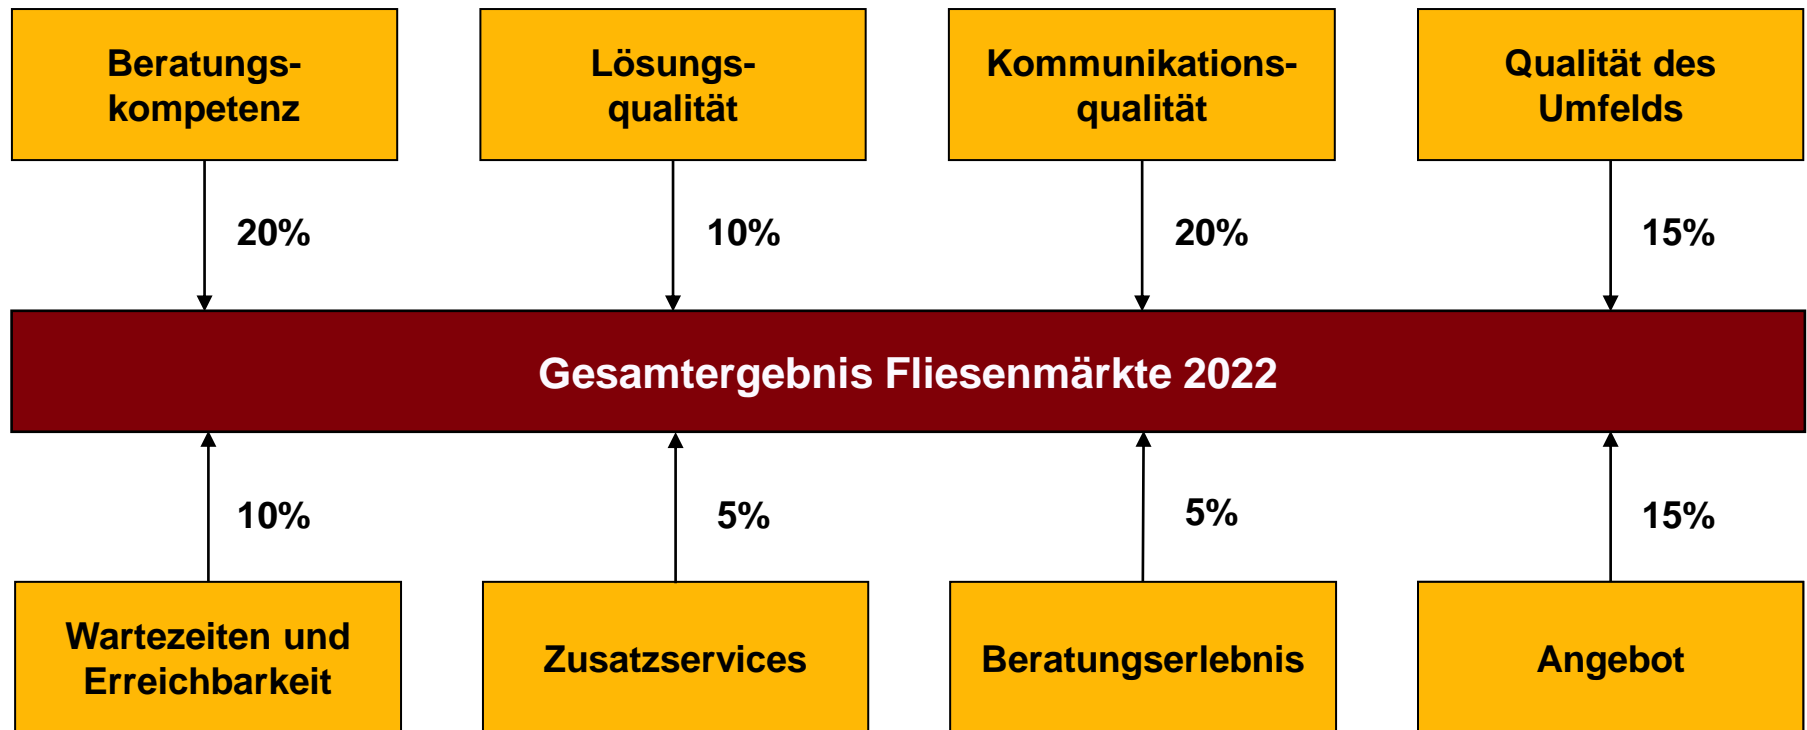 Beratungs-
kompetenz
Lösungs-
qualität
Kommunikations-
qualität
Qualität des
Umfelds
20%
10%
20%
15%
Gesamtergebnis Fliesenmärkte 2022
10%
5%
5%
15%
Wartezeiten und
Erreichbarkeit
Zusatzservices
Beratungserlebnis
Angebot